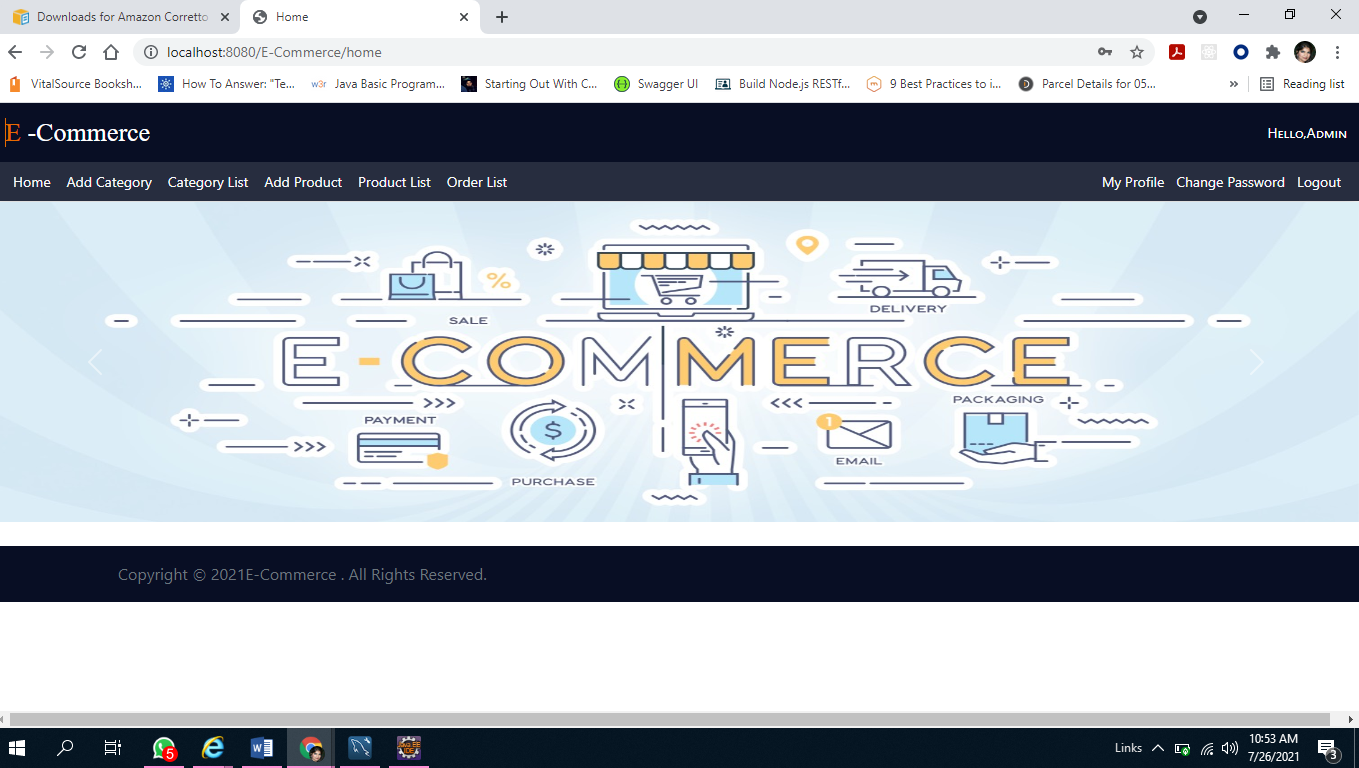 Downloads for Amazon Corretto
Home
localhost:8080/E-Commerce/home
VitalSource Booksh...
How To Answer: "Te...
w3r
Java Basic Program...
Starting Out With C...
Swagger UI
Build Node.js RESTf...
9 Best Practices to i...
Parcel Details for 05...
»
Reading list
E -Commerce
Hello,Admin
Home Add Category Category List Add Product Product List Order List
My Profile Change Password Logout
%
SALE
DELIVERY
E-COMMERCE
PAYMENT
$
PURCHASE
1
EMAIL
PACKAGING
Copyright © 2021E-Commerce . All Rights Reserved.
5
Links
10:53 AM
7/26/2021
3